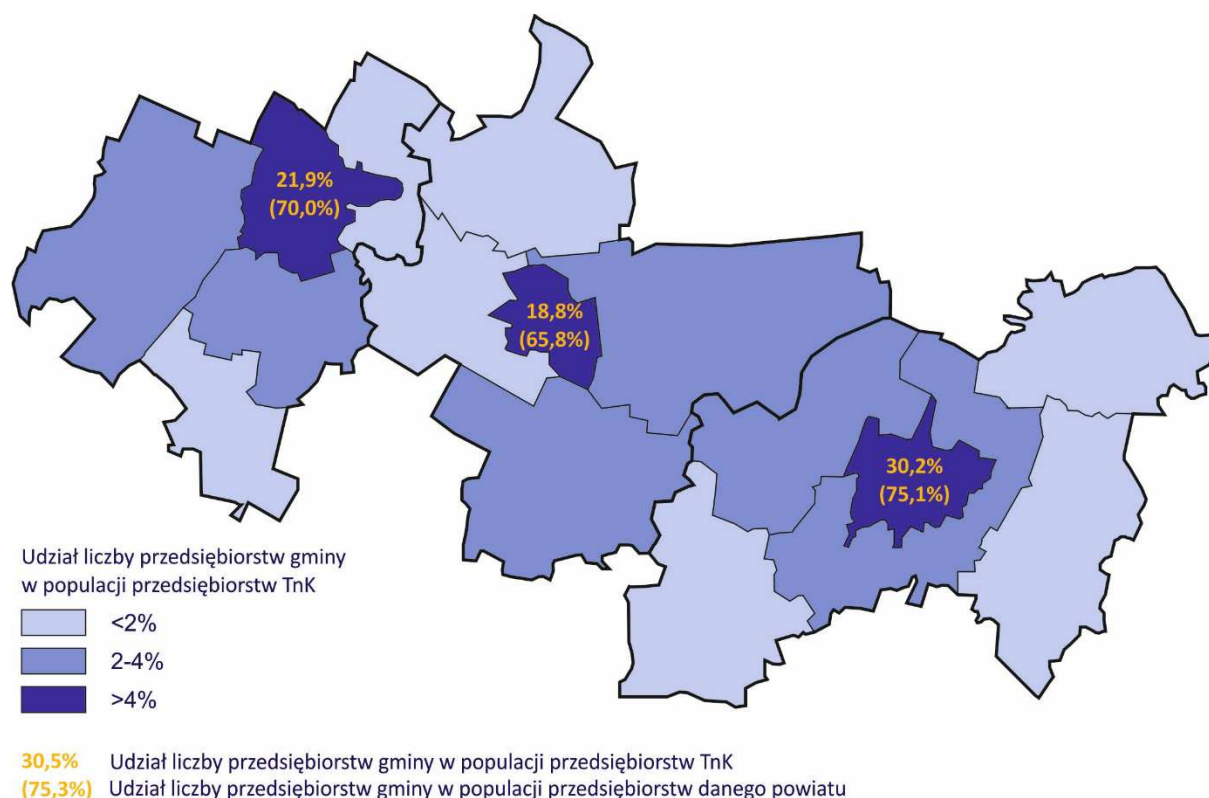 21,9%
(70,0%)
18,8%
(65,8%)
30,2%
(75,1%)
Udział liczby przedsiębiorstw gminy
w populacji przedsiębiorstw TnK
<2%
2-4%
>4%
30,5% Udział liczby przedsiębiorstw gminy w populacji przedsiębiorstw TnK
(75,3%) Udział liczby przedsiębiorstw gminy w populacji przedsiębiorstw danego powiatu